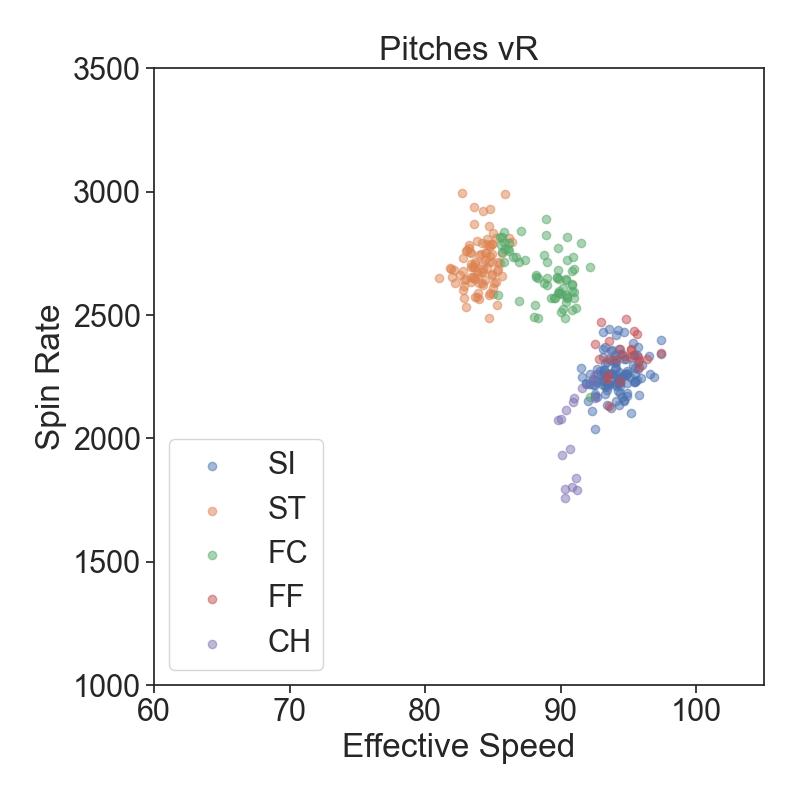 Pitches vR
3500
3000
2500
2000
1500
1000
Spin Rate
SI
ST
FC
FF
CH
60 70 80 90 100
Effective Speed